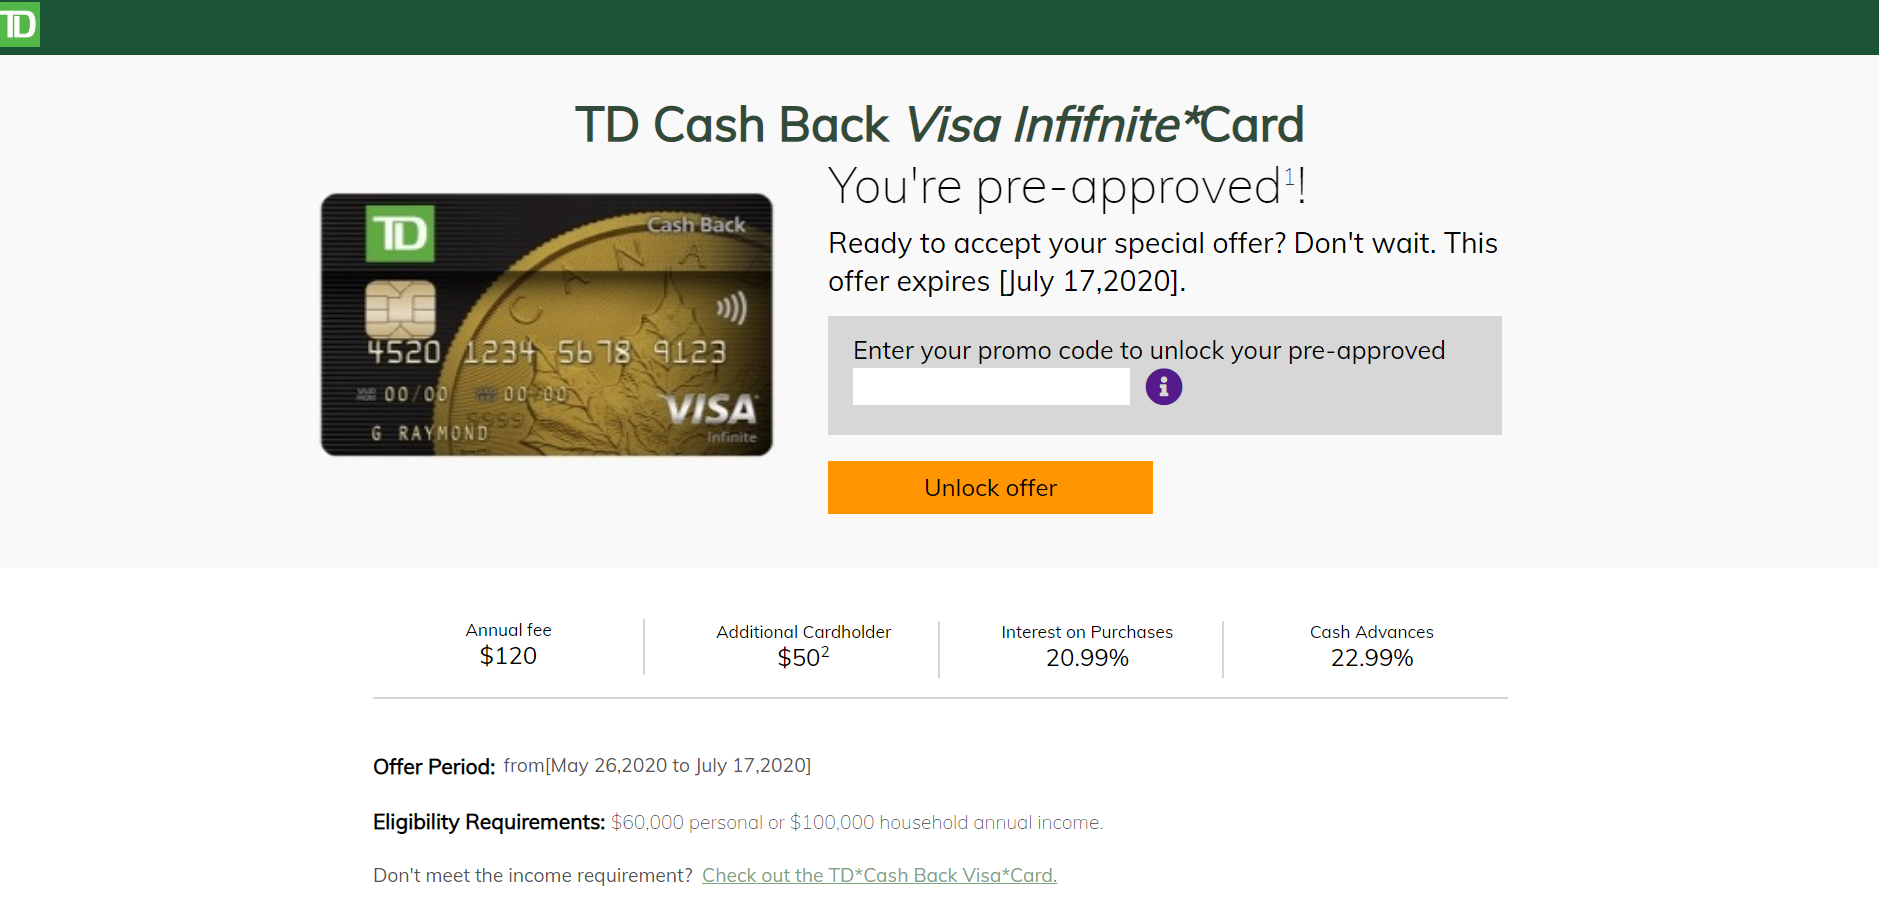 TD
TD Cash Back Visa Infifnite*Card
You're pre-approved1!
Ready to accept your special offer? Don't wait. This
offer expires [July 17,2020].
Enter your promo code to unlock your pre-approved
i
Unlock offer
TD
Cash Back
CANA
4520 1234 5678 9123
00/00 00/00
9999
G RAYMOND
VISA
Infinite
Annual fee
$120
Additional Cardholder
$502
Interest on Purchases
20.99%
Cash Advances
22.99%
Offer Period: from[May 26,2020 to July 17,2020]
Eligibility Requirements: $60,000 personal or $100,000 household annual income.
Don't meet the income requirement? Check out the TD*Cash Back Visa*Card.